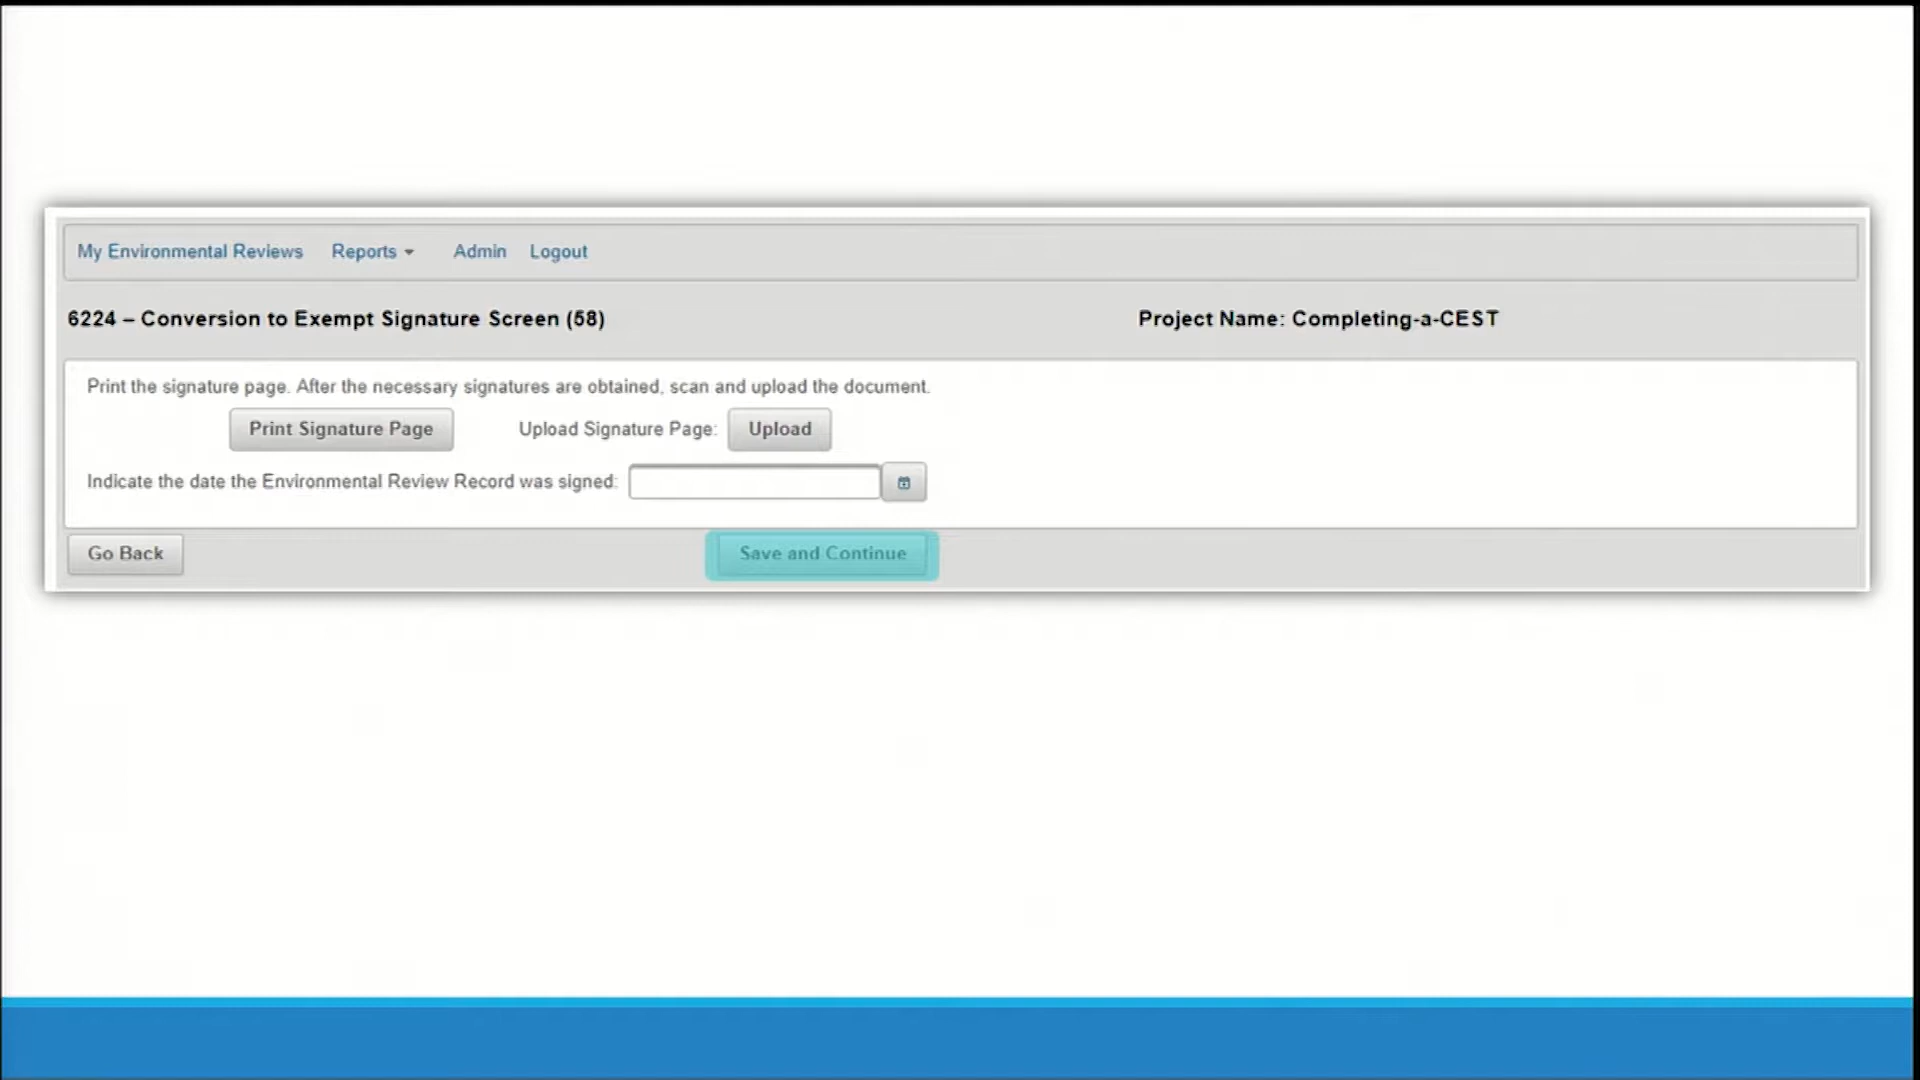 My Environmental Reviews Reports Admin Logout
6224 – Conversion to Exempt Signature Screen (58) Project Name: Completing-a-CEST
Print the signature page. After the necessary signatures are obtained, scan and upload the document.
Print Signature Page Upload Signature Page: Upload
Indicate the date the Environmental Review Record was signed:
Go Back Save and Continue